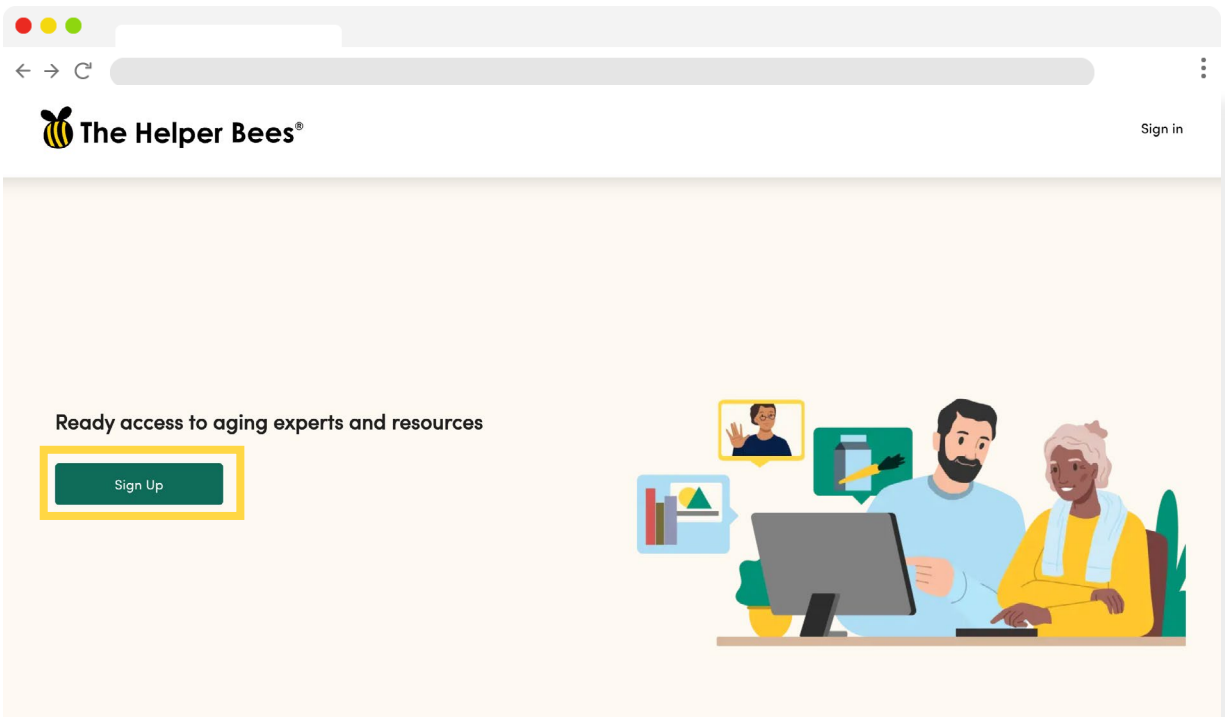 The Helper Bees®
Sign in
Ready access to aging experts and resources
Sign Up